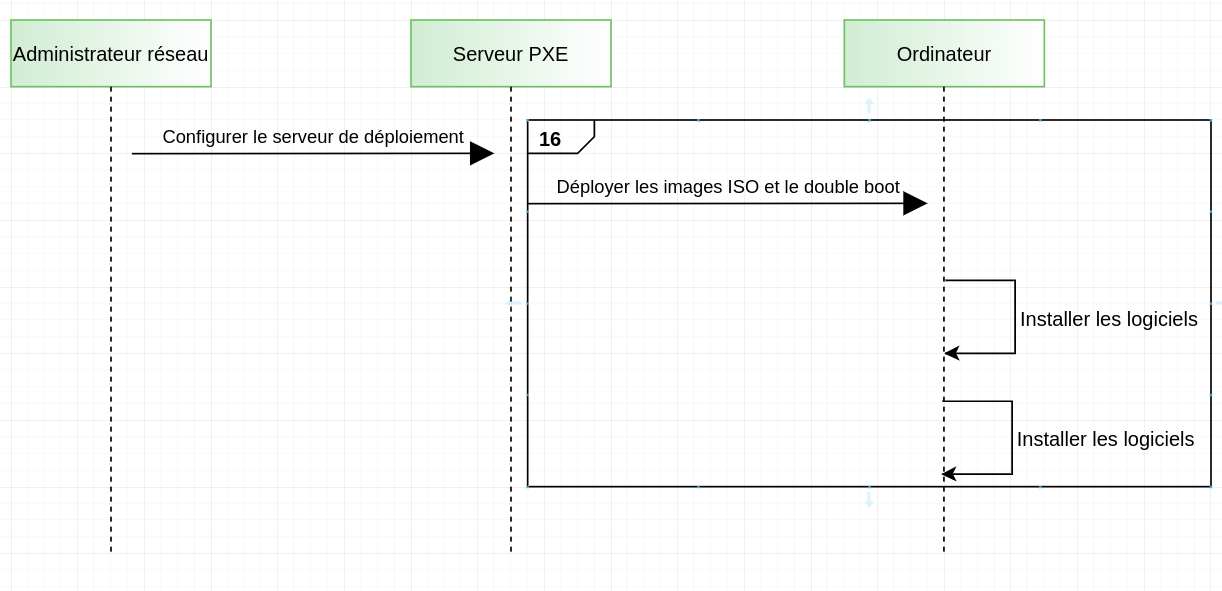 Administrateur réseau
Serveur PXE
Ordinateur
Configurer le serveur de déploiement
16
Déployer les images ISO et le double boot
Installer les logiciels
Installer les logiciels